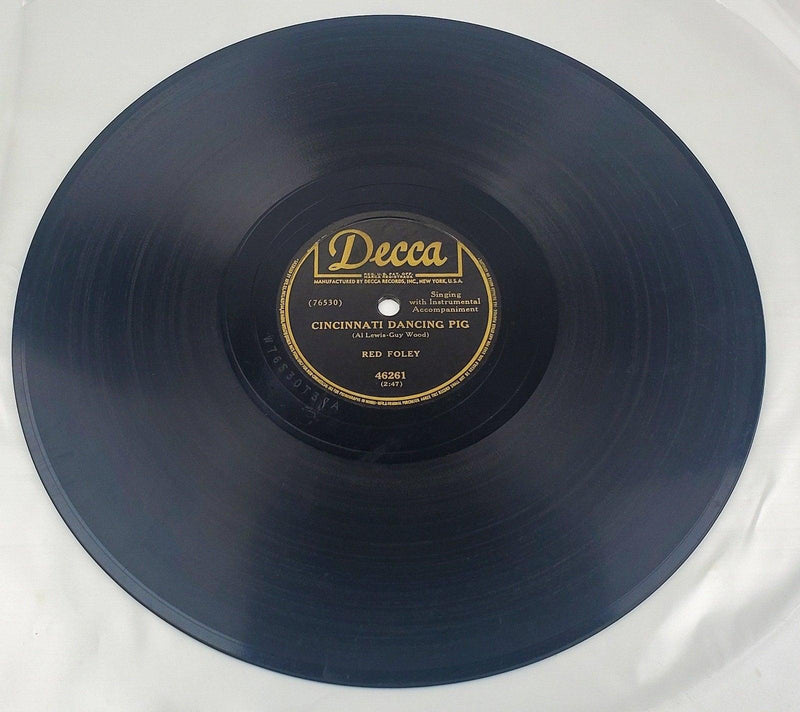 Decca
MANUFACTURED BY DECCA RECORDS, INC., NEW YORK, U.S.A.
(76530)
Singing
with Instrumental
Accompaniment
CINCINNATI DANCING PIG
(Al Lewis-Guy Wood)
RED FOLEY
46261
(2:47)